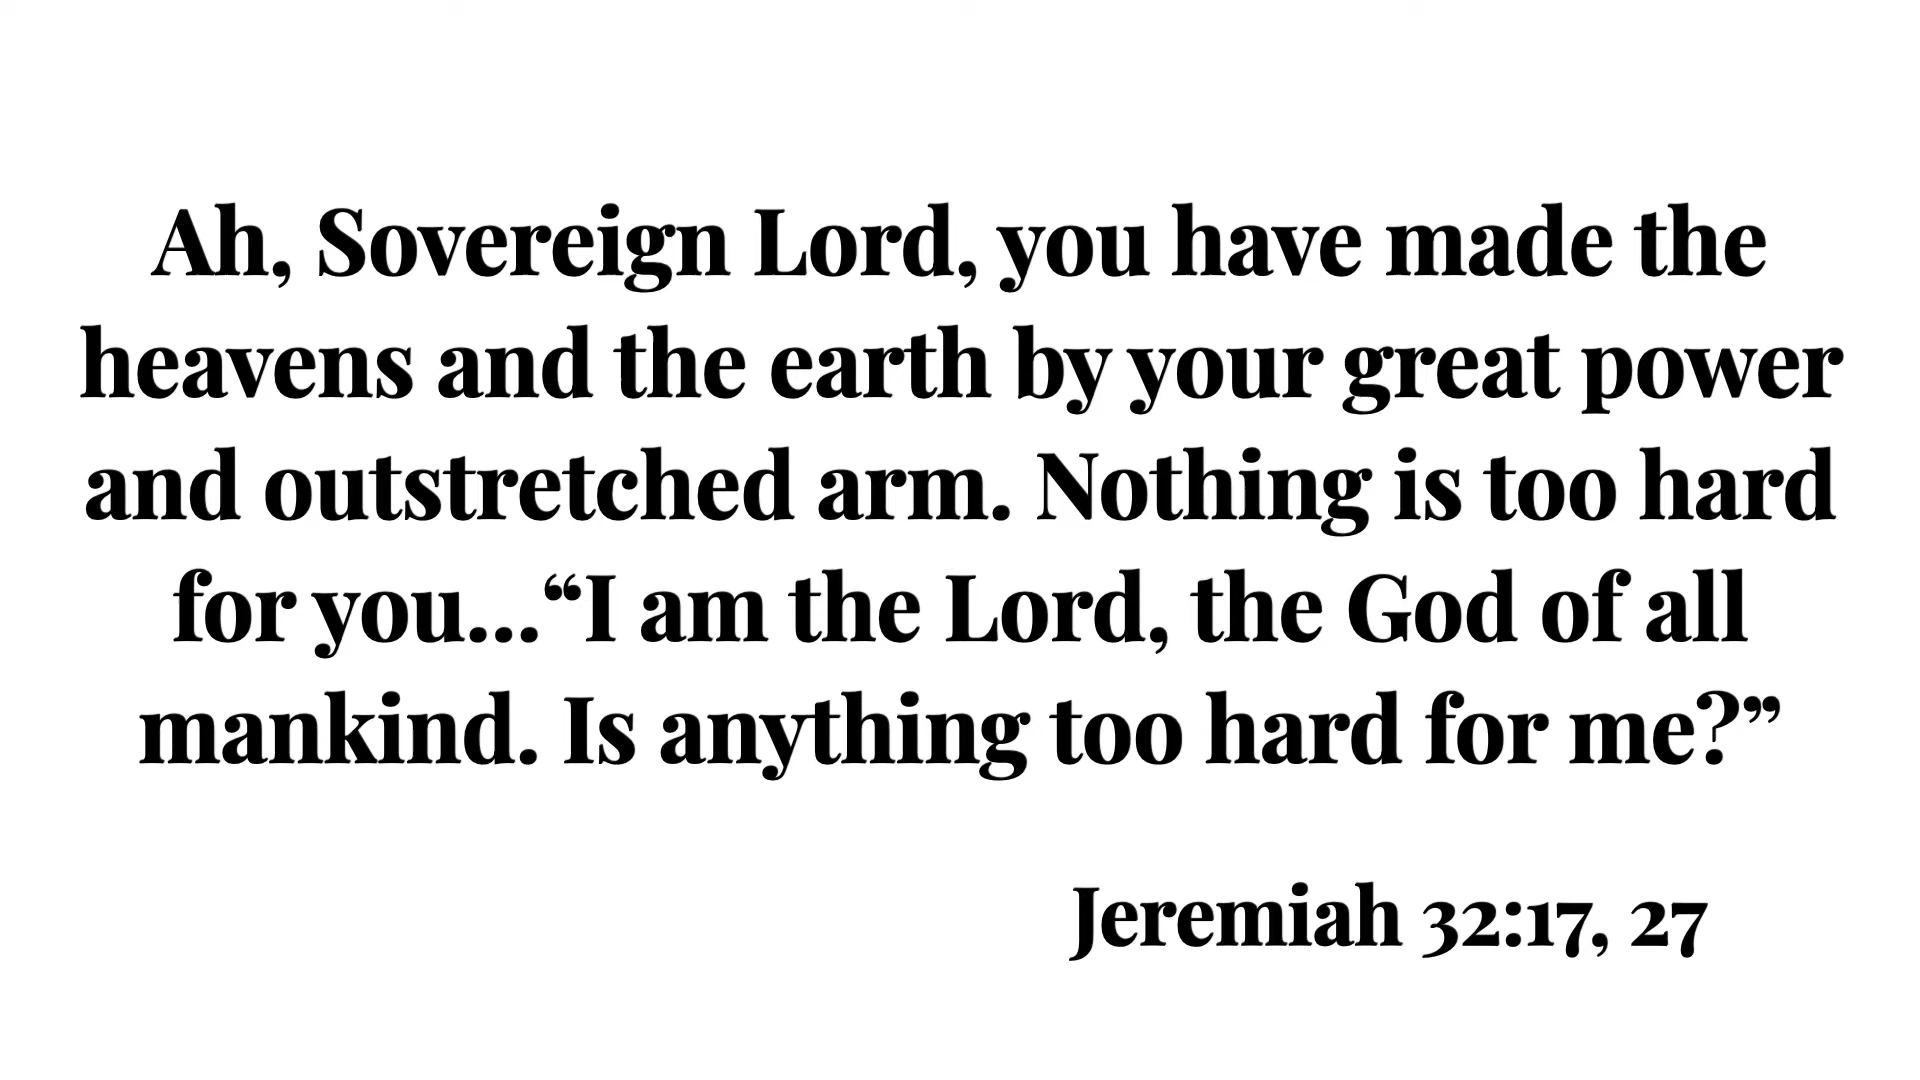 Ah, Sovereign Lord, you have made the
heavens and the earth by your great power
and outstretched arm. Nothing is too hard
for you...“I am the Lord, the God of all
mankind. Is anything too hard for me?”
Jeremiah 32:17, 27